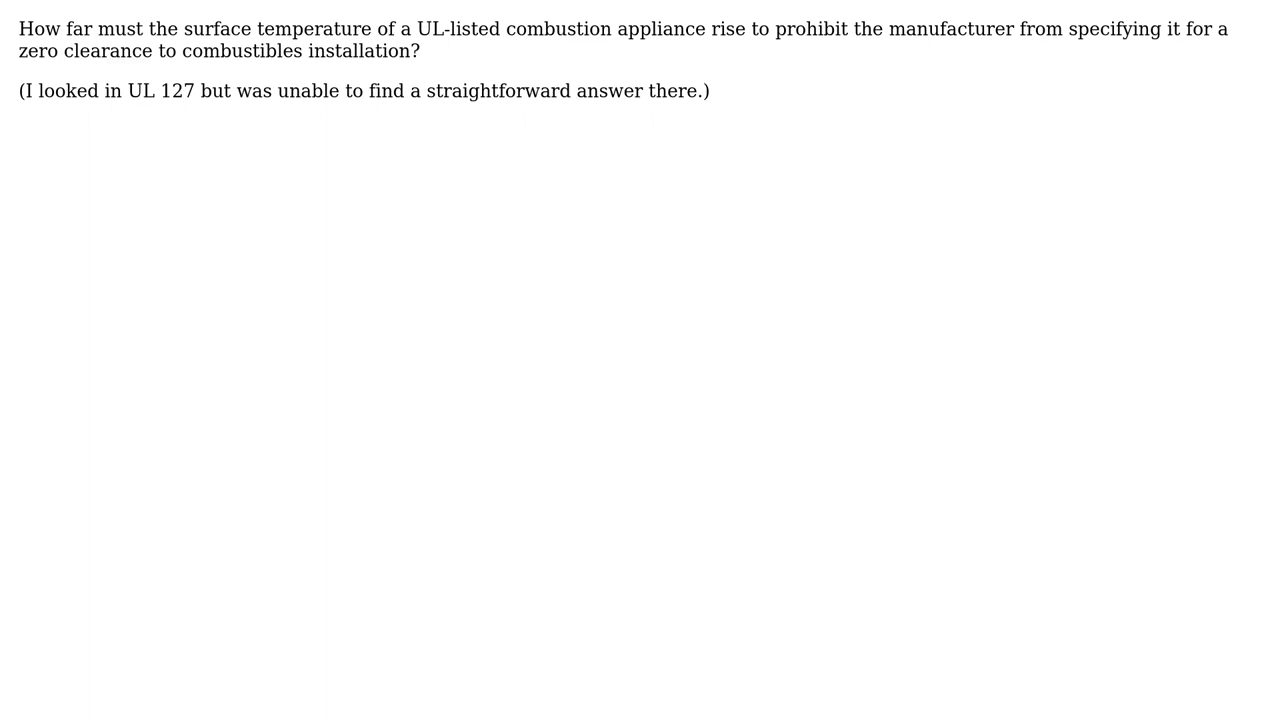 How far must the surface temperature of a UL-listed combustion appliance rise to prohibit the manufacturer from specifying it for a
zero clearance to combustibles installation?
(I looked in UL 127 but was unable to find a straightforward answer there.)